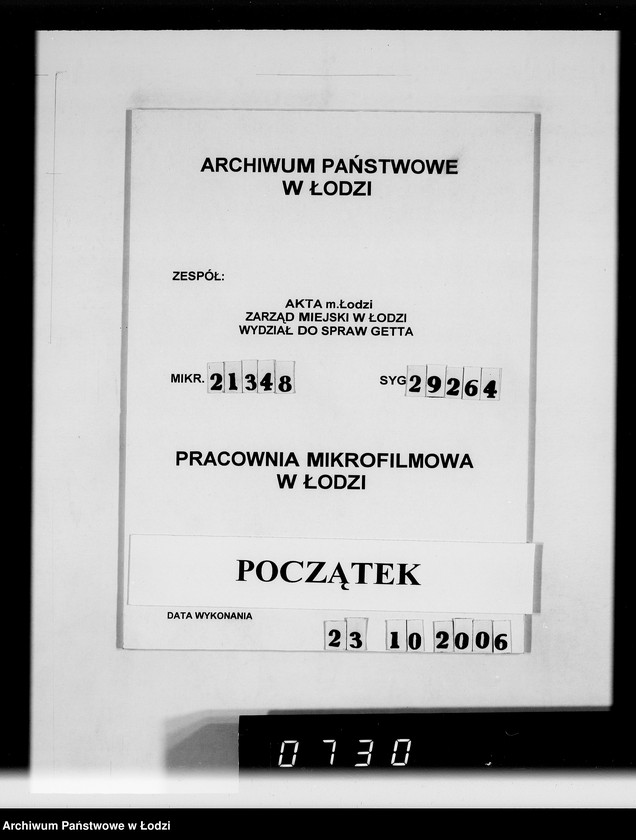 ARCHIWUM PAŃSTWOWE
W ŁODZI
ZESPÓŁ:
AKTA m.Łodzi
ZARZĄD MIEJSKI W ŁODZI
WYDZIAŁ DO SPRAW GETTA
MIKR. 21348 SYG 29264
PRACOWNIA MIKROFILMOWA
W ŁODZI
POCZĄTEK
DATA WYKONANIA
23 10 2006
0730
Archiwum Państwowe w Łodzi